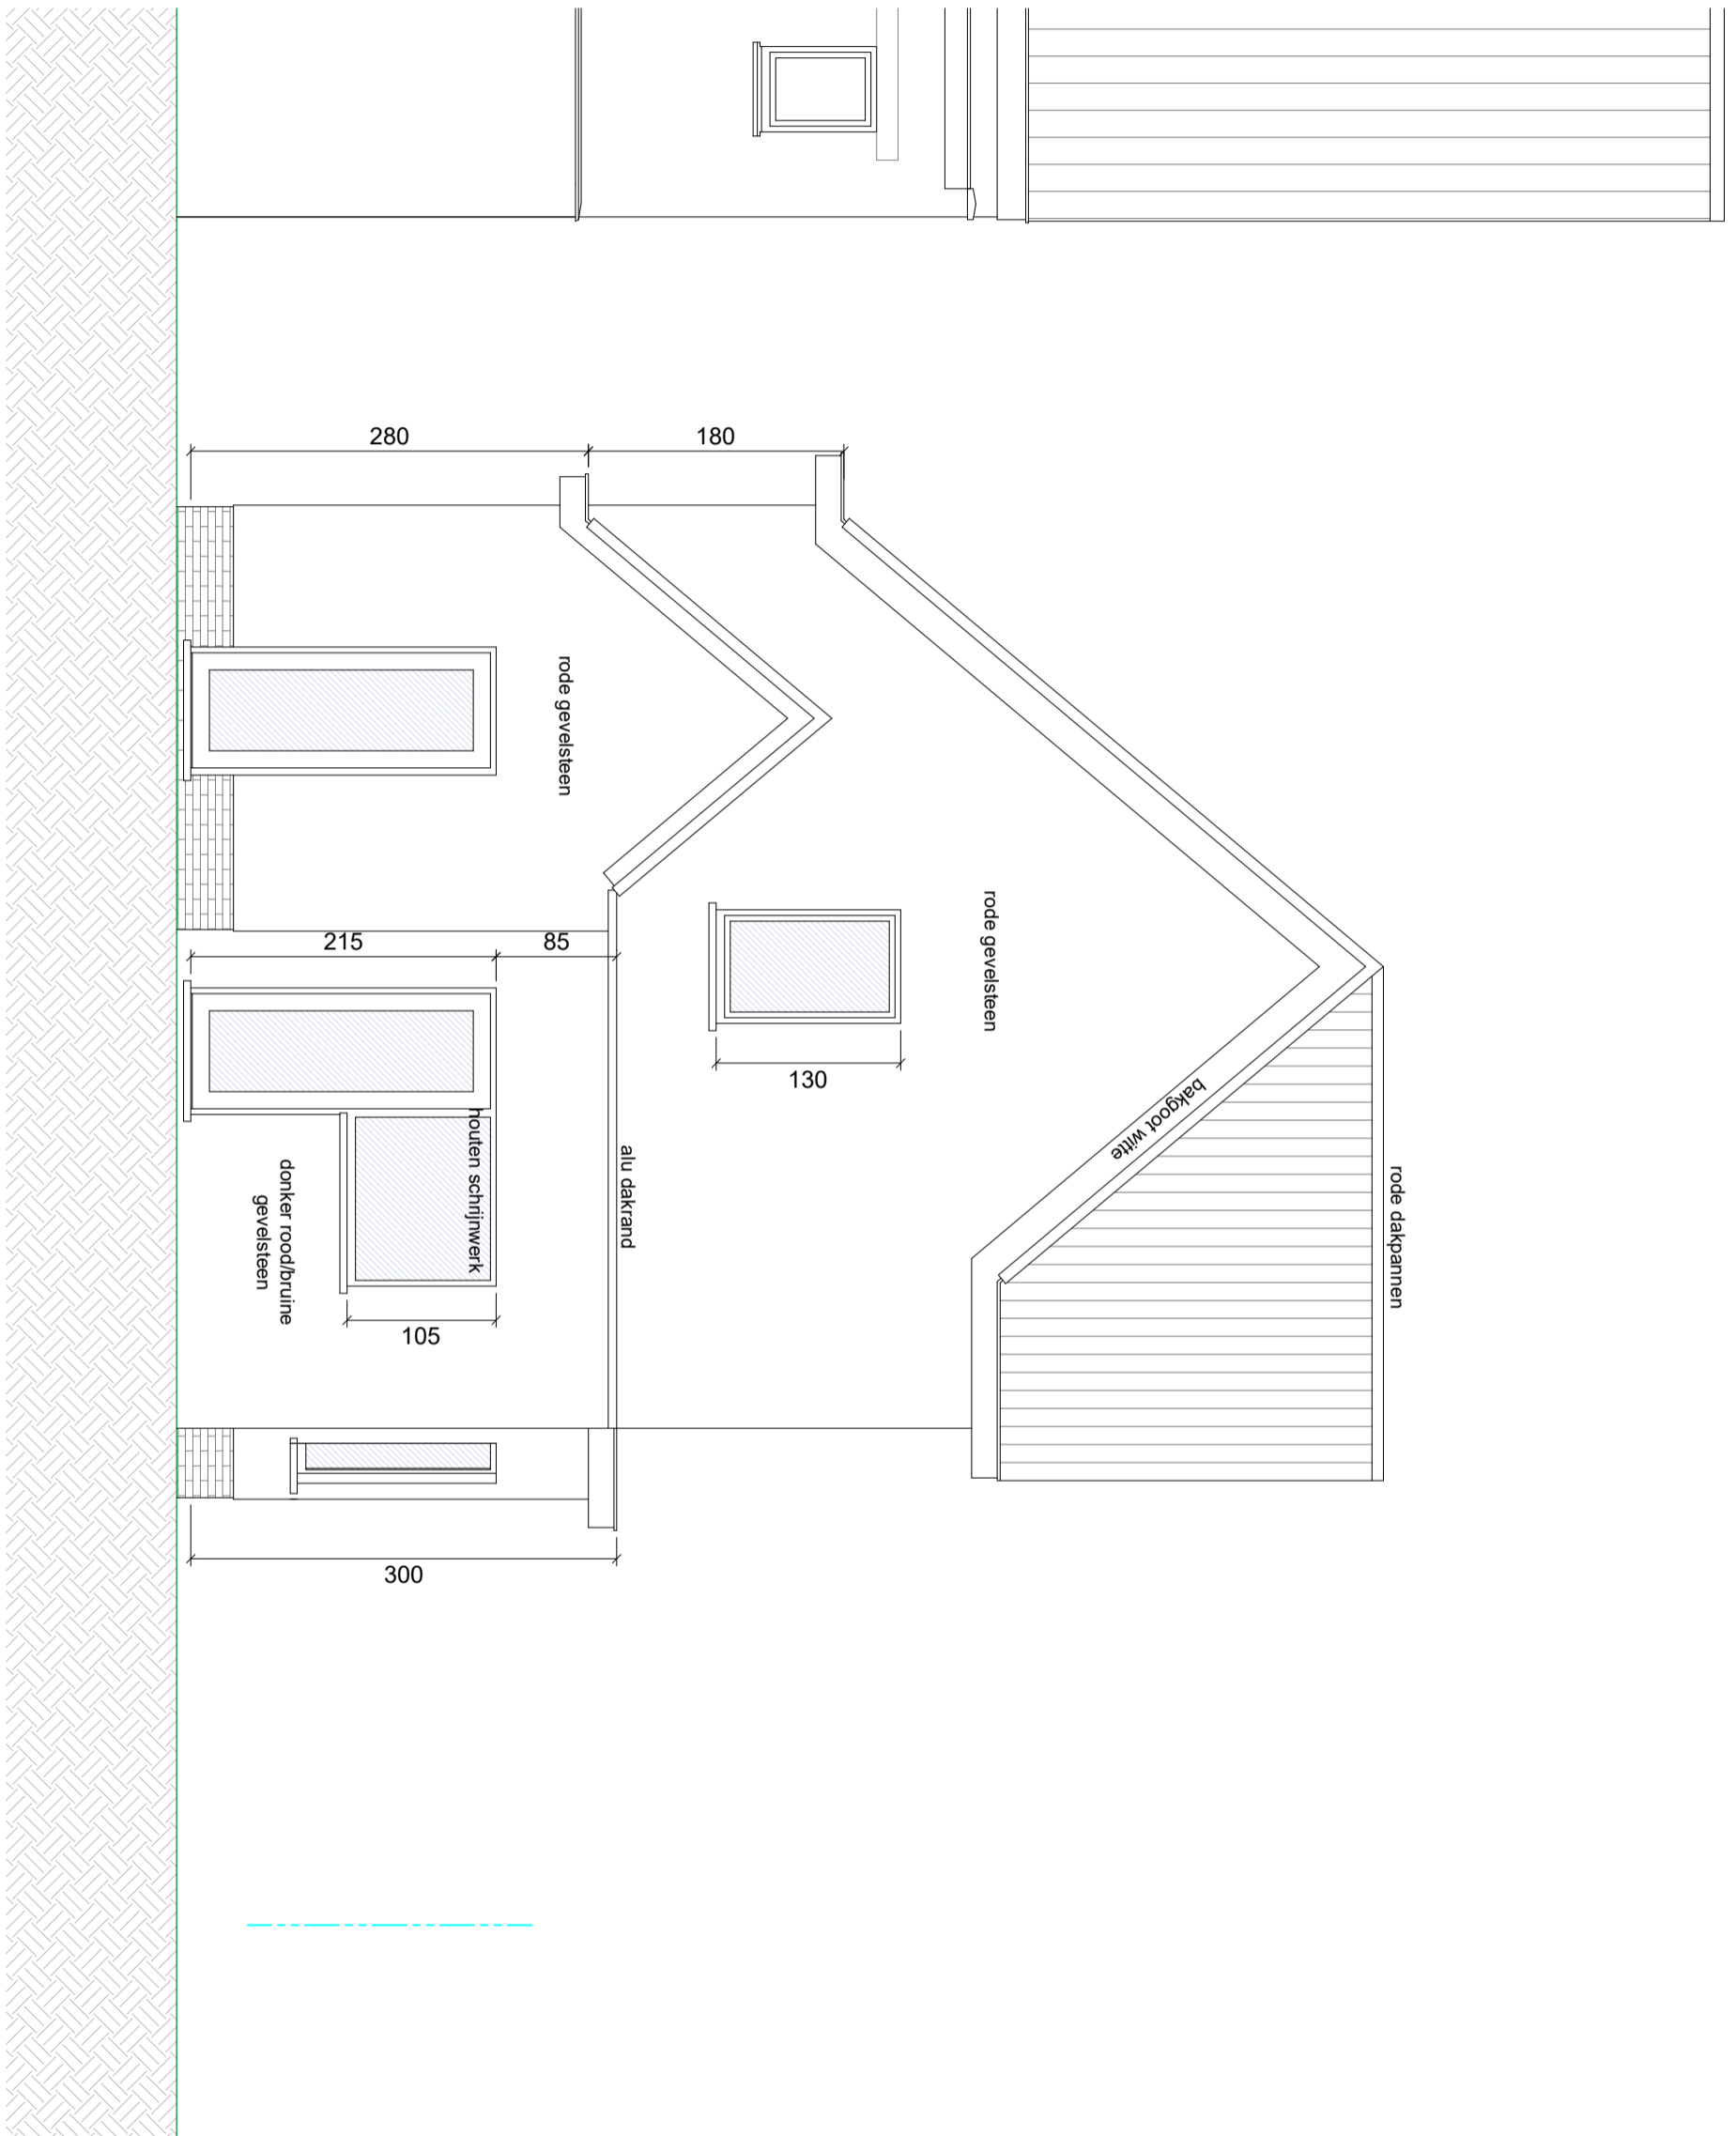 280
180
rode gevelsteen
rode gevelsteen
215
85
130
bakgoot witte
houten schrijnwerk
alu dakrand
donker rood/bruine
gevelsteen
rode dakpannen
105
300